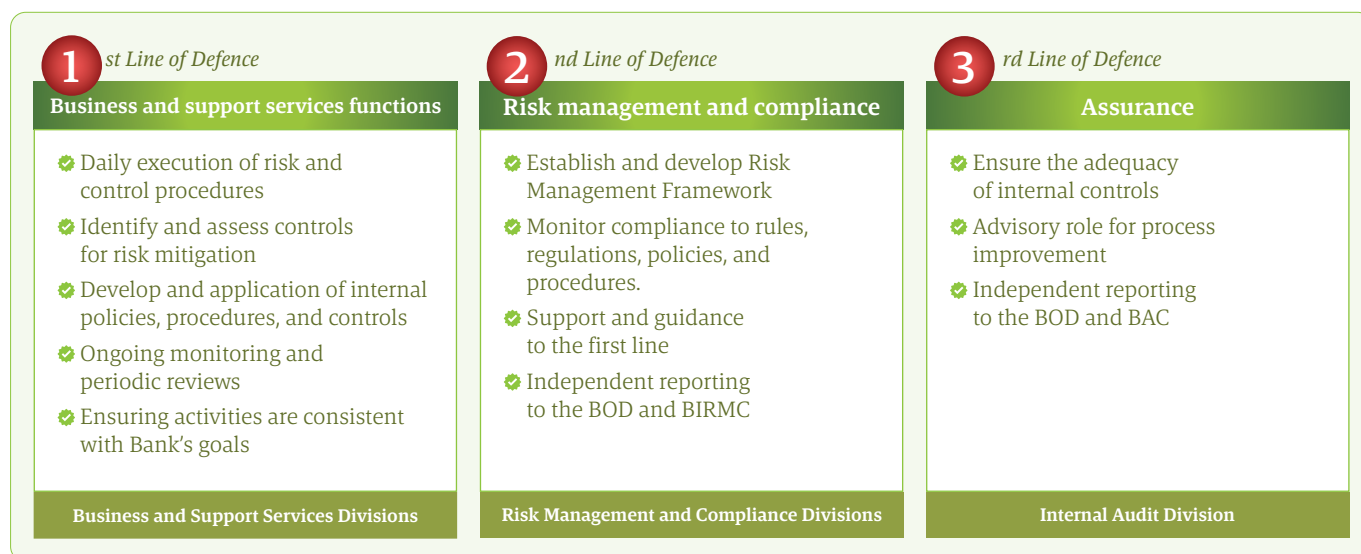 1 st Line of Defence
Business and support services functions
Daily execution of risk and
control procedures
Identify and assess controls
for risk mitigation
Develop and application of internal
policies, procedures, and controls
Ongoing monitoring and
periodic reviews
Ensuring activities are consistent
with Bank’s goals
Business and Support Services Divisions
2 nd Line of Defence
Risk management and compliance
Establish and develop Risk
Management Framework
Monitor compliance to rules,
regulations, policies, and
procedures.
Support and guidance
to the first line
Independent reporting
to the BOD and BIRMC
Risk Management and Compliance Divisions
3 rd Line of Defence
Assurance
Ensure the adequacy
of internal controls
Advisory role for process
improvement
Independent reporting
to the BOD and BAC
Internal Audit Division